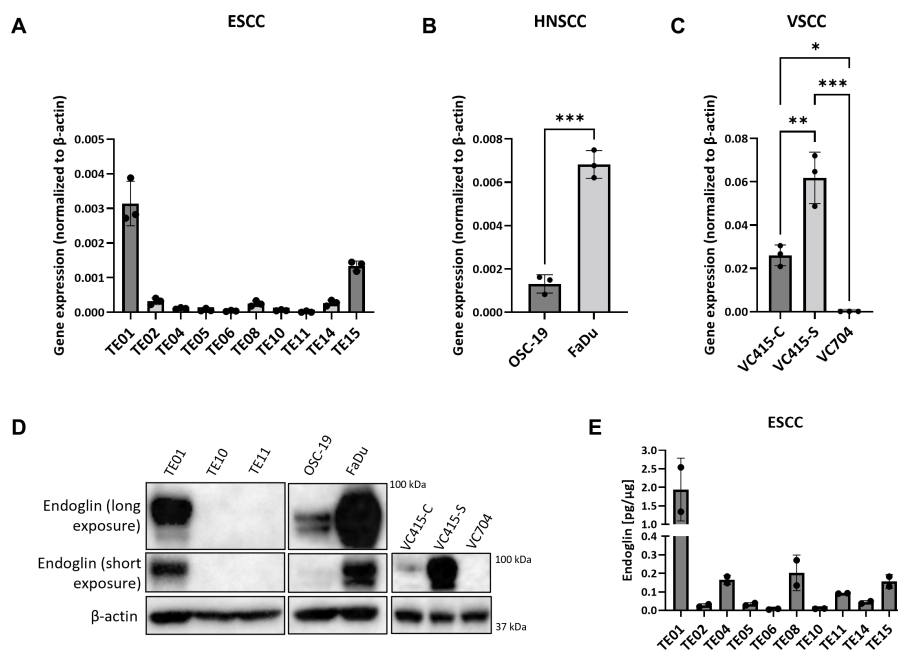 A
ESCC
Gene expression (normalized to β-actin)
0.005
0.004
0.003
0.002
0.001
0.000
TE01
TE02
TE04
TE05
TE06
TE08
TE10
TE11
TE14
TE15
B
HNSCC
Gene expression (normalized to β-actin)
0.008
0.006
0.004
0.002
0.000
***
OSC-19
FaDu
C
VSCC
Gene expression (normalized to β-actin)
0.08
0.06
0.04
0.02
0.00
*
***
**
VC415-C
VC415-S
VC704
D
TE01
TE10
TE11
OSC-19
FaDu
100 kDa
VC415-C
VC415-S
VC704
Endoglin (long
exposure)
Endoglin (short
exposure)
100 kDa
β-actin
37 kDa
E
ESCC
Endoglin [pg/μg]
3.0
2.5
2.0
1.5
1.0
0.4
0.3
0.2
0.1
0.0
TE01
TE02
TE04
TE05
TE06
TE08
TE10
TE11
TE14
TE15